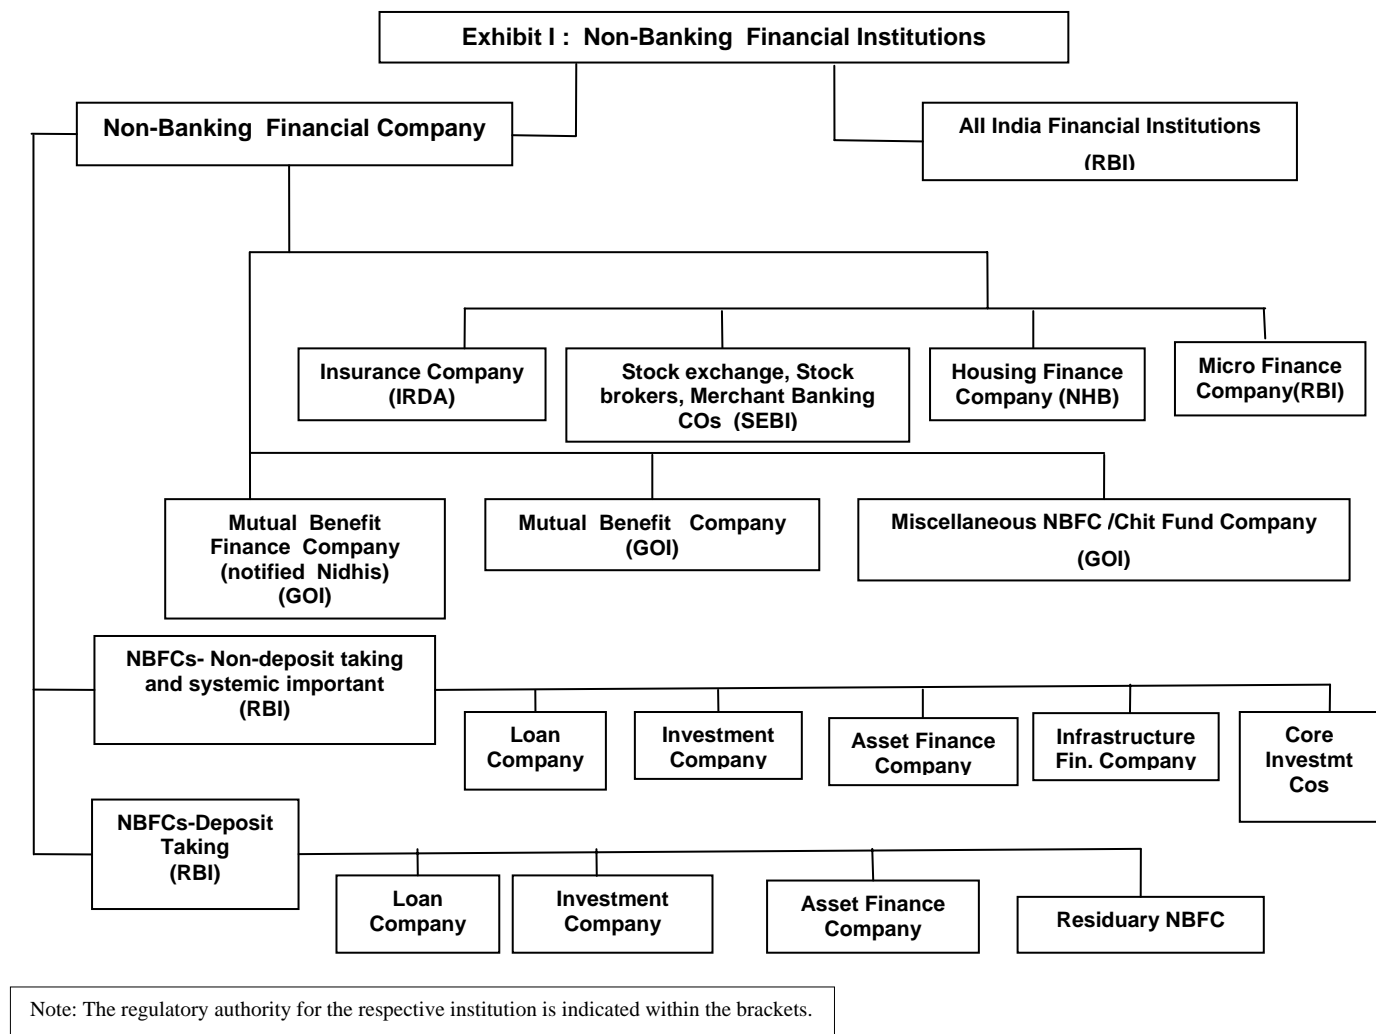 Exhibit I : Non-Banking Financial Institutions
Non-Banking Financial Company
All India Financial Institutions
(RBI)
Insurance Company
(IRDA)
Stock exchange, Stock
brokers, Merchant Banking
COs (SEBI)
Housing Finance
Company (NHB)
Micro Finance
Company(RBI)
Mutual Benefit
Finance Company
(notified Nidhis)
(GOI)
Mutual Benefit Company
(GOI)
Miscellaneous NBFC /Chit Fund Company
(GOI)
NBFCs- Non-deposit taking
and systemic important
(RBI)
Loan
Company
Investment
Company
Asset Finance
Company
Infrastructure
Fin. Company
Core
Investmt
Cos
NBFCs-Deposit
Taking
(RBI)
Loan
Company
Investment
Company
Asset Finance
Company
Residuary NBFC
Note: The regulatory authority for the respective institution is indicated within the brackets.